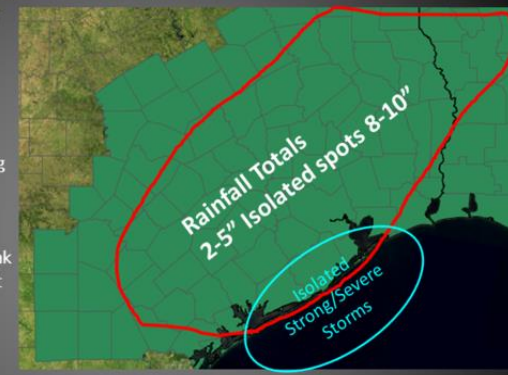 Rainfall Totals
2-5” Isolated spots 8-10”
Isolated
Strong/Severe
Storms